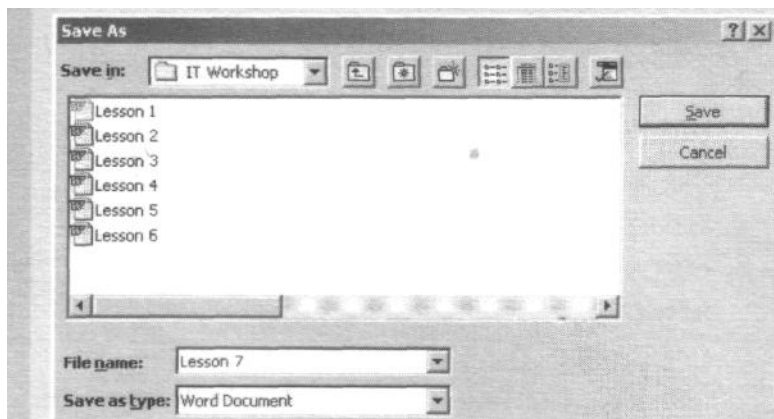 Save As
Save in: IT Workshop
Lesson 1
Lesson 2
Lesson 3
Lesson 4
Lesson 5
Lesson 6
Save
Cancel
File name: Lesson 7
Save as type: Word Document